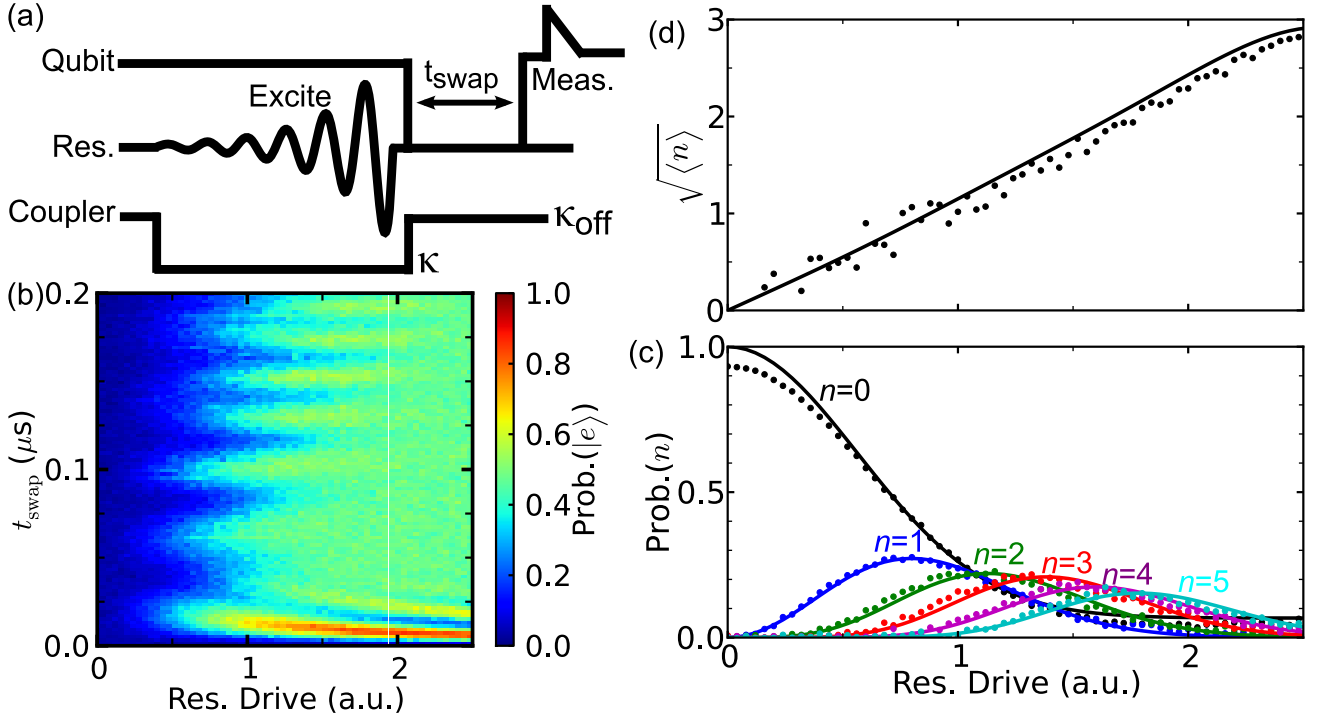 (a)
Qubit
Excite
t_swap
Meas.
Res.
Coupler
κ_off
κ
(b)
0.2
0.1
0.0
t_swap (μs)
0 1 2
Res. Drive (a.u.)
1.0
0.8
0.6
0.4
0.2
0.0
Prob.(|e⟩)
(d)
3
2
1
0
√⟨n⟩
(c)
1.0
0.5
0.0
Prob.(n)
n=0
n=1
n=2
n=3
n=4
n=5
0 1 2
Res. Drive (a.u.)